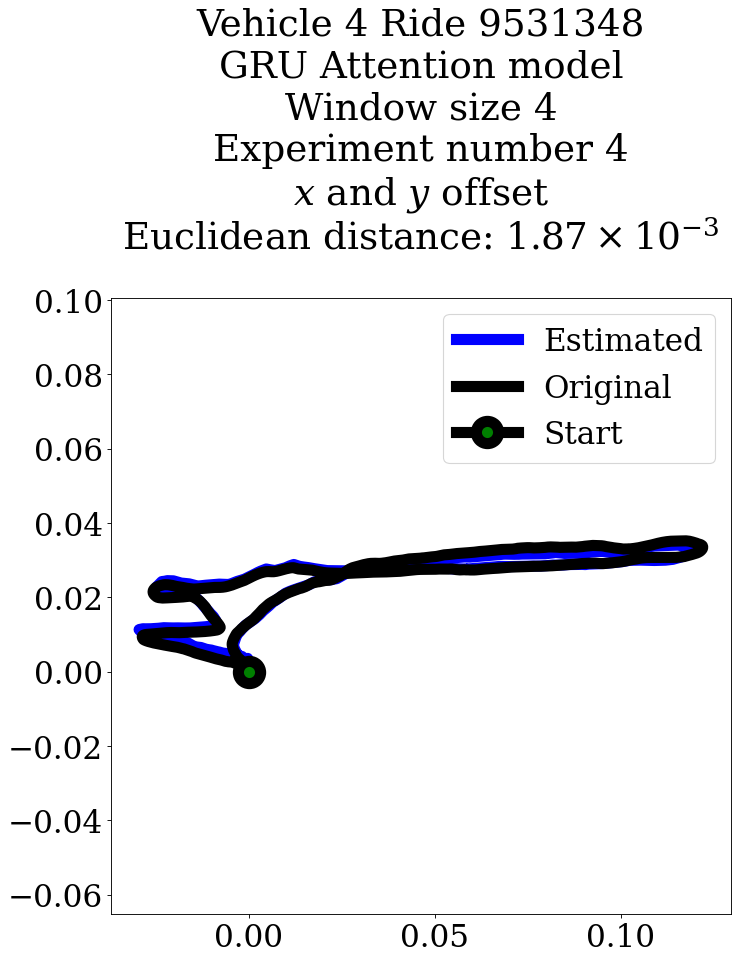 Vehicle 4 Ride 9531348
GRU Attention model
Window size 4
Experiment number 4
x and y offset
Euclidean distance: 1.87 × 10⁻³
0.10
0.08
0.06
0.04
0.02
0.00
−0.02
−0.04
−0.06
Estimated
Original
Start
0.00 0.05 0.10